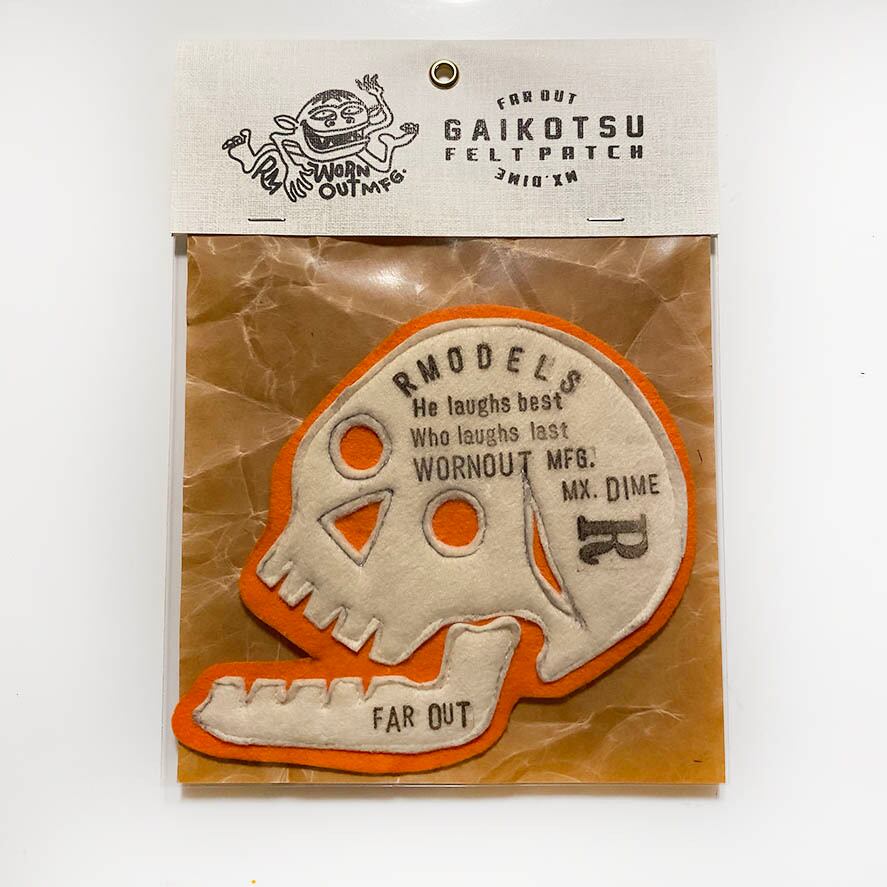 RM
WORN
OUT MFG.
FAR OUT
GAIKOTSU
FELT PATCH
MX. DIME
RMODELS
He laughs best
Who laughs last
WORNOUT MFG.
MX. DIME
R
FAR OUT